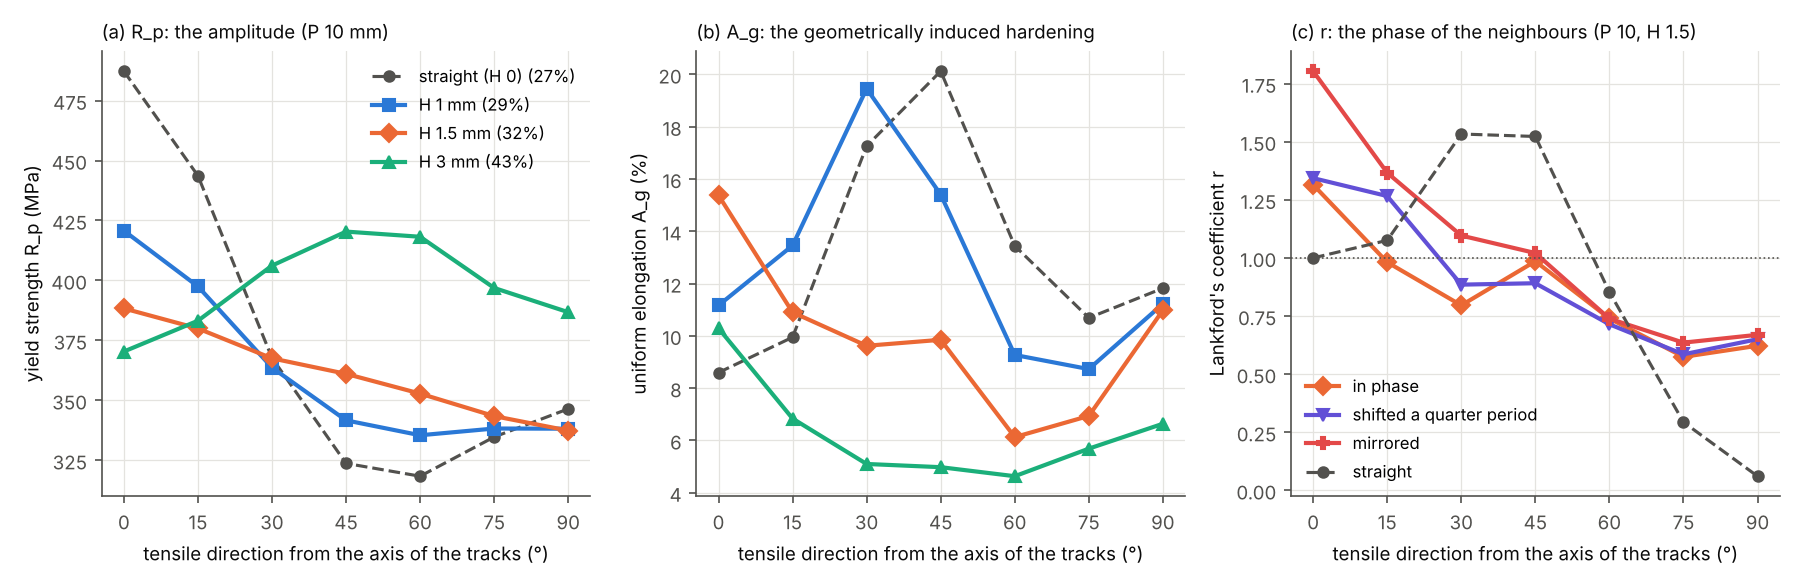 (a) R_p: the amplitude (P 10 mm)
yield strength R_p (MPa)
475
450
425
400
375
350
325
straight (H 0) (27%)
H 1 mm (29%)
H 1.5 mm (32%)
H 3 mm (43%)
0 15 30 45 60 75 90
tensile direction from the axis of the tracks (°)
(b) A_g: the geometrically induced hardening
uniform elongation A_g (%)
20
18
16
14
12
10
8
6
4
0 15 30 45 60 75 90
tensile direction from the axis of the tracks (°)
(c) r: the phase of the neighbours (P 10, H 1.5)
Lankford's coefficient r
1.75
1.50
1.25
1.00
0.75
0.50
0.25
0.00
in phase
shifted a quarter period
mirrored
straight
0 15 30 45 60 75 90
tensile direction from the axis of the tracks (°)